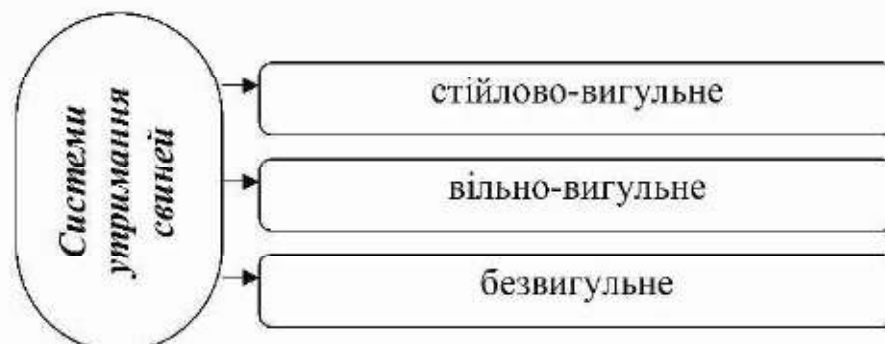 Системи
утримання
свиней
стійлово-вигульне
вільно-вигульне
безвигульне